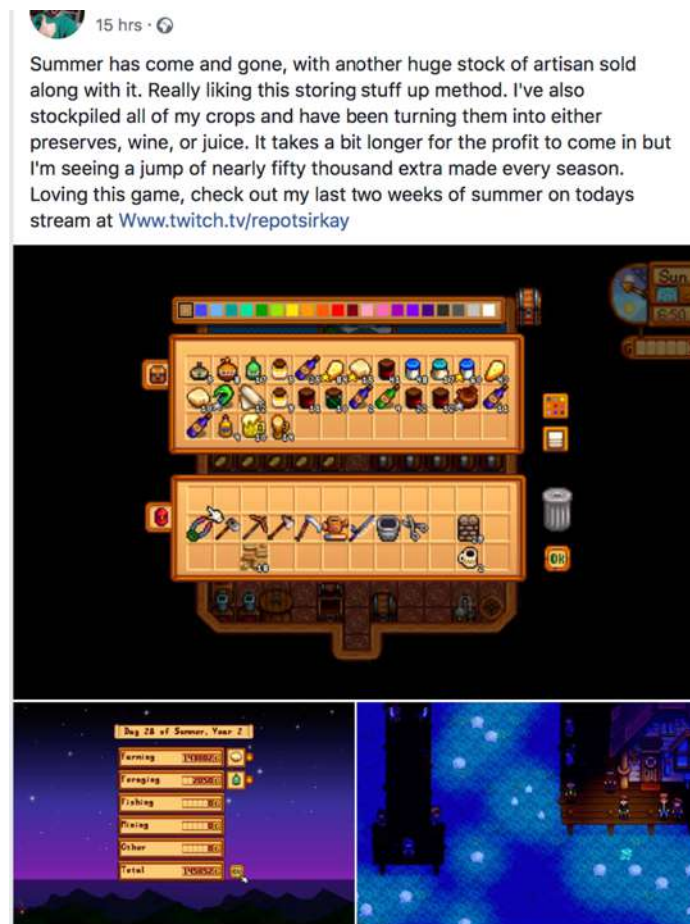 15 hrs ·
Summer has come and gone, with another huge stock of artisan sold
along with it. Really liking this storing stuff up method. I've also
stockpiled all of my crops and have been turning them into either
preserves, wine, or juice. It takes a bit longer for the profit to come in but
I'm seeing a jump of nearly fifty thousand extra made every season.
Loving this game, check out my last two weeks of summer on todays
stream at Www.twitch.tv/repotsirkay
Sun
6:50
Ok
Day 28 of Summer, Year 2
Farming
Foraging
Fishing
Mining
Other
Total